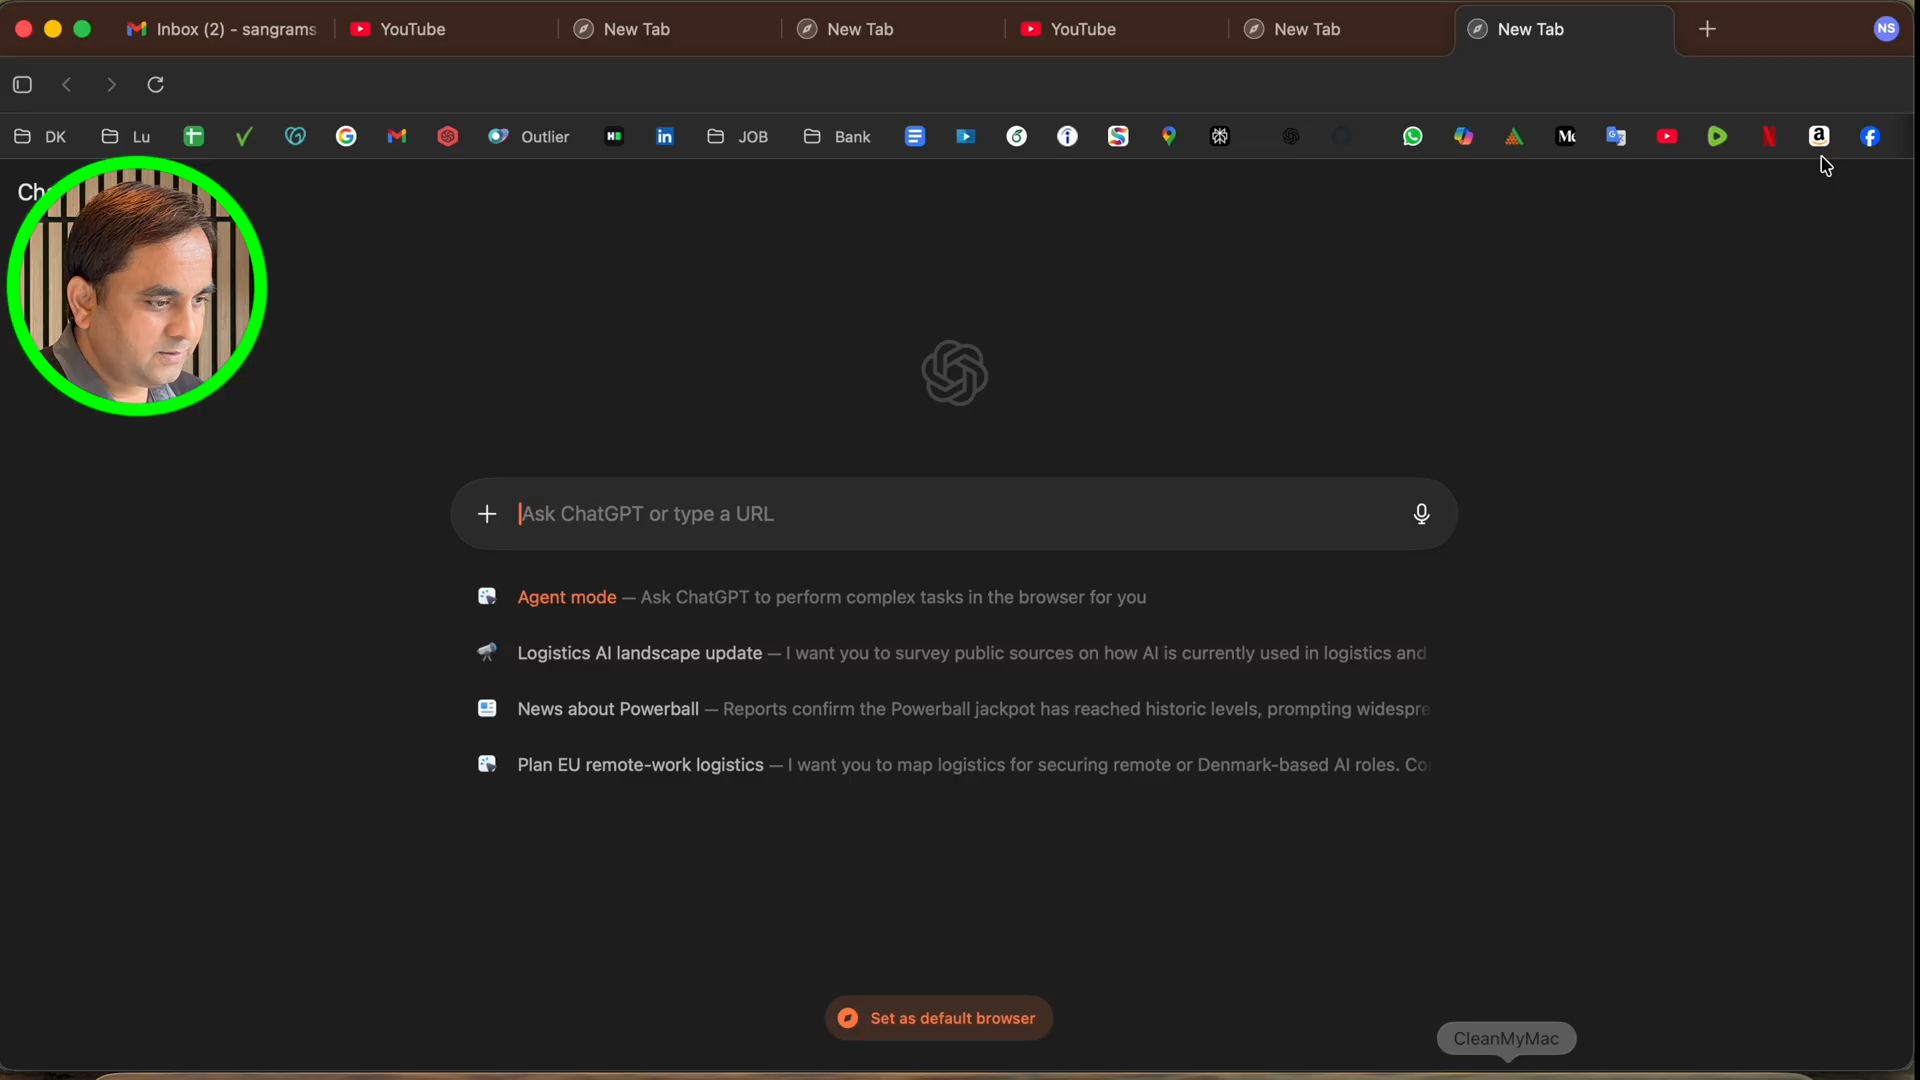 Inbox (2) - sangrams
YouTube
New Tab
New Tab
YouTube
New Tab
New Tab
NS
DK
Lu
Outlier
JOB
Bank
Ask ChatGPT or type a URL
Agent mode — Ask ChatGPT to perform complex tasks in the browser for you
Logistics AI landscape update — I want you to survey public sources on how AI is currently used in logistics and
News about Powerball — Reports confirm the Powerball jackpot has reached historic levels, prompting widespre
Plan EU remote-work logistics — I want you to map logistics for securing remote or Denmark-based AI roles. Co
Set as default browser
CleanMyMac